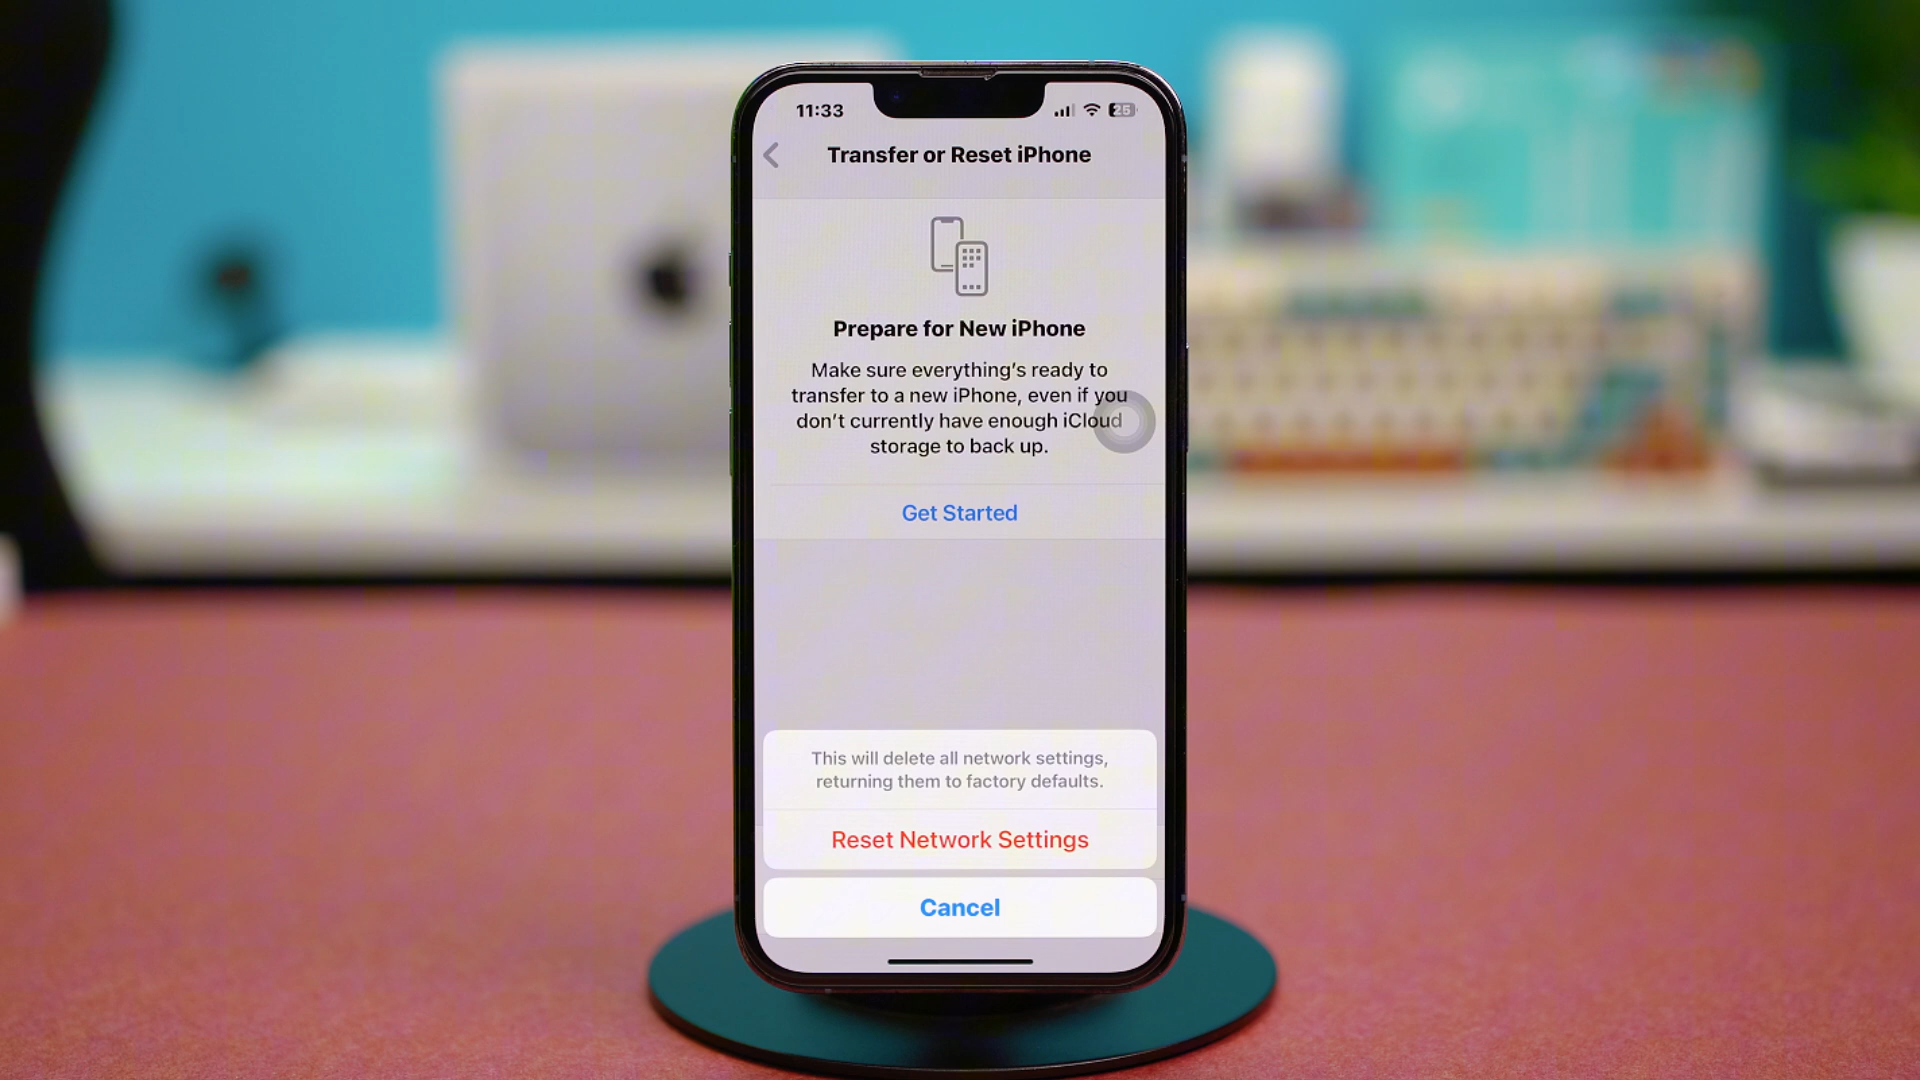 11:33
25
Transfer or Reset iPhone
Prepare for New iPhone
Make sure everything's ready to
transfer to a new iPhone, even if you
don't currently have enough iCloud
storage to back up.
Get Started
This will delete all network settings,
returning them to factory defaults.
Reset Network Settings
Cancel